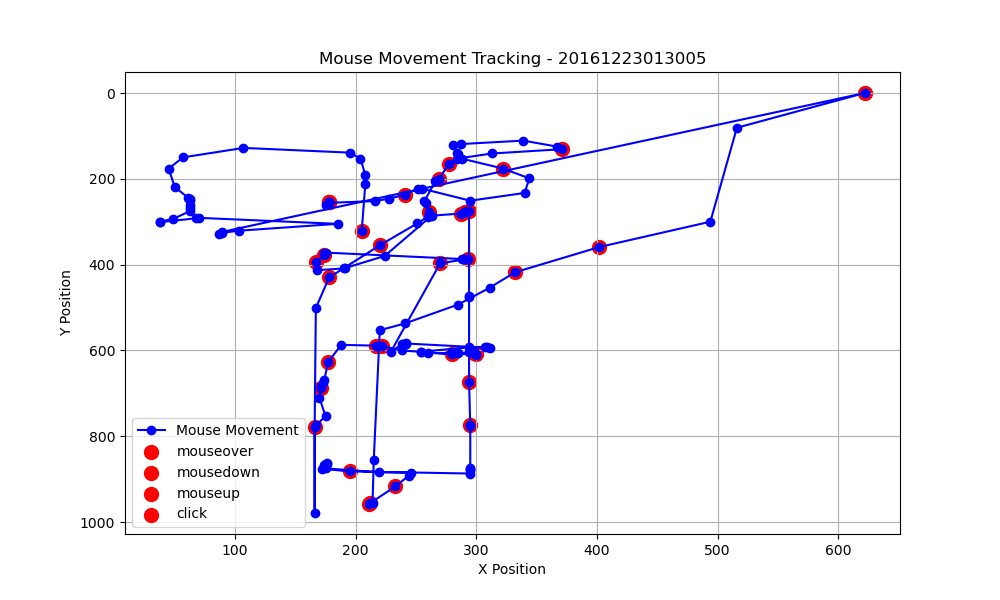 Mouse Movement Tracking - 20161223013005
Y Position
0
200
400
600
800
1000
Mouse Movement
mouseover
mousedown
mouseup
click
100
200
300
400
500
600
X Position